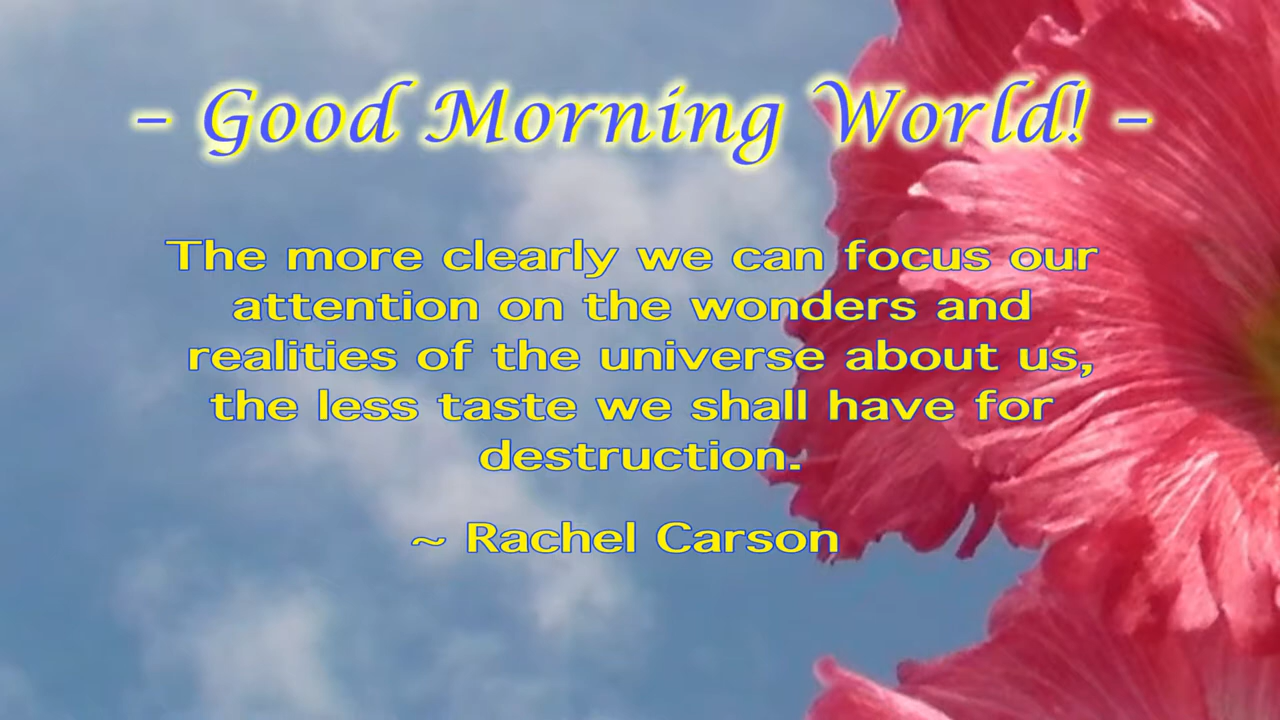 – Good Morning World! –
The more clearly we can focus our
attention on the wonders and
realities of the universe about us,
the less taste we shall have for
destruction.
~ Rachel Carson